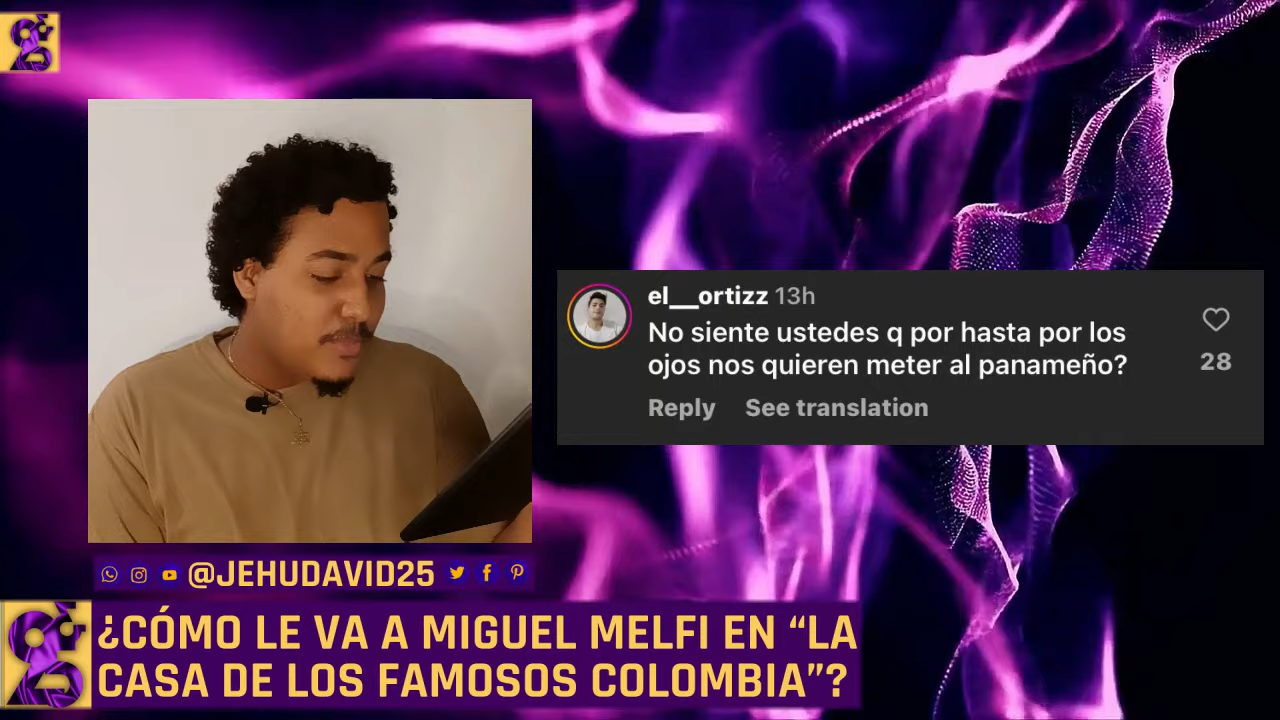 el__ortizz 13h
No siente ustedes q por hasta por los
ojos nos quieren meter al panameño?
28
Reply See translation
@JEHUDAVID25
¿CÓMO LE VA A MIGUEL MELFI EN “LA
CASA DE LOS FAMOSOS COLOMBIA”?